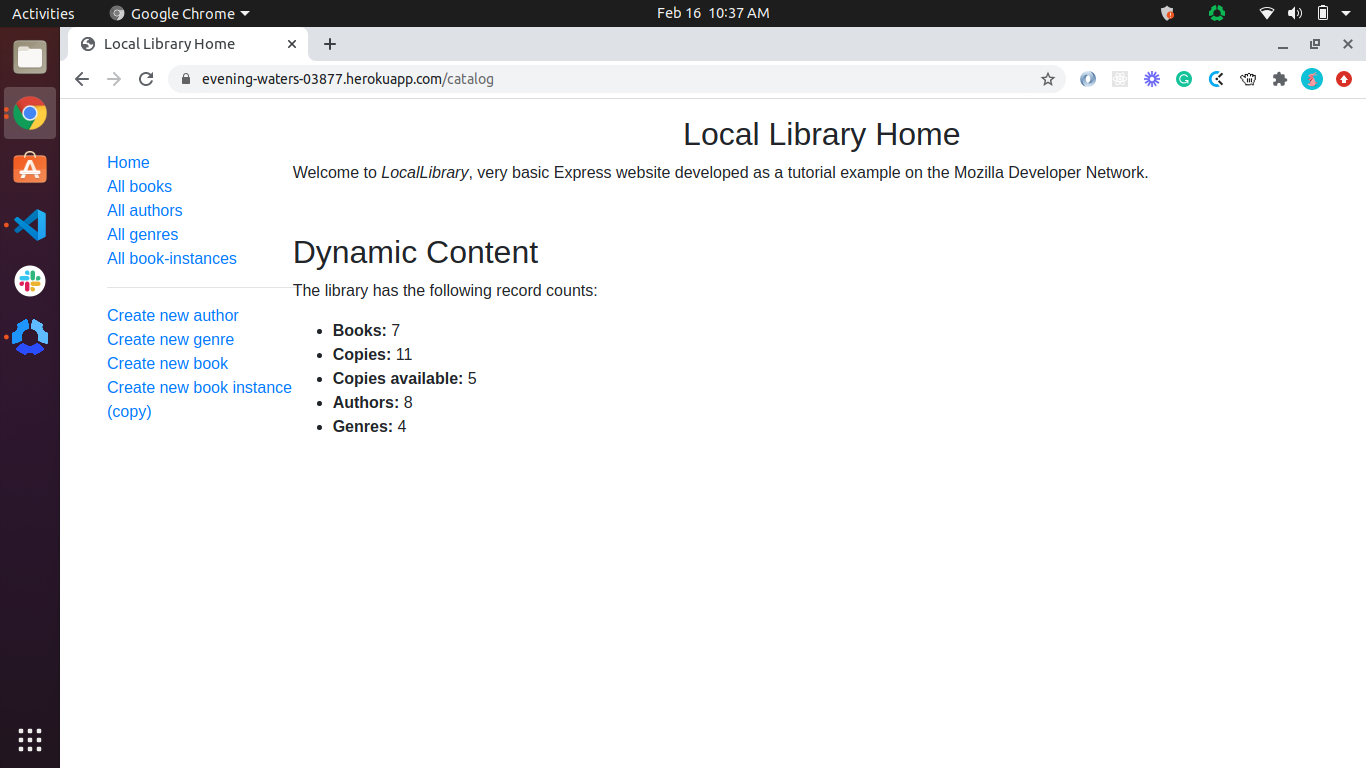 Activities
Google Chrome
Feb 16 10:37 AM
Local Library Home
evening-waters-03877.herokuapp.com/catalog
Home
All books
All authors
All genres
All book-instances
Create new author
Create new genre
Create new book
Create new book instance
(copy)
Local Library Home
Welcome to LocalLibrary, very basic Express website developed as a tutorial example on the Mozilla Developer Network.
Dynamic Content
The library has the following record counts:
Books: 7
Copies: 11
Copies available: 5
Authors: 8
Genres: 4